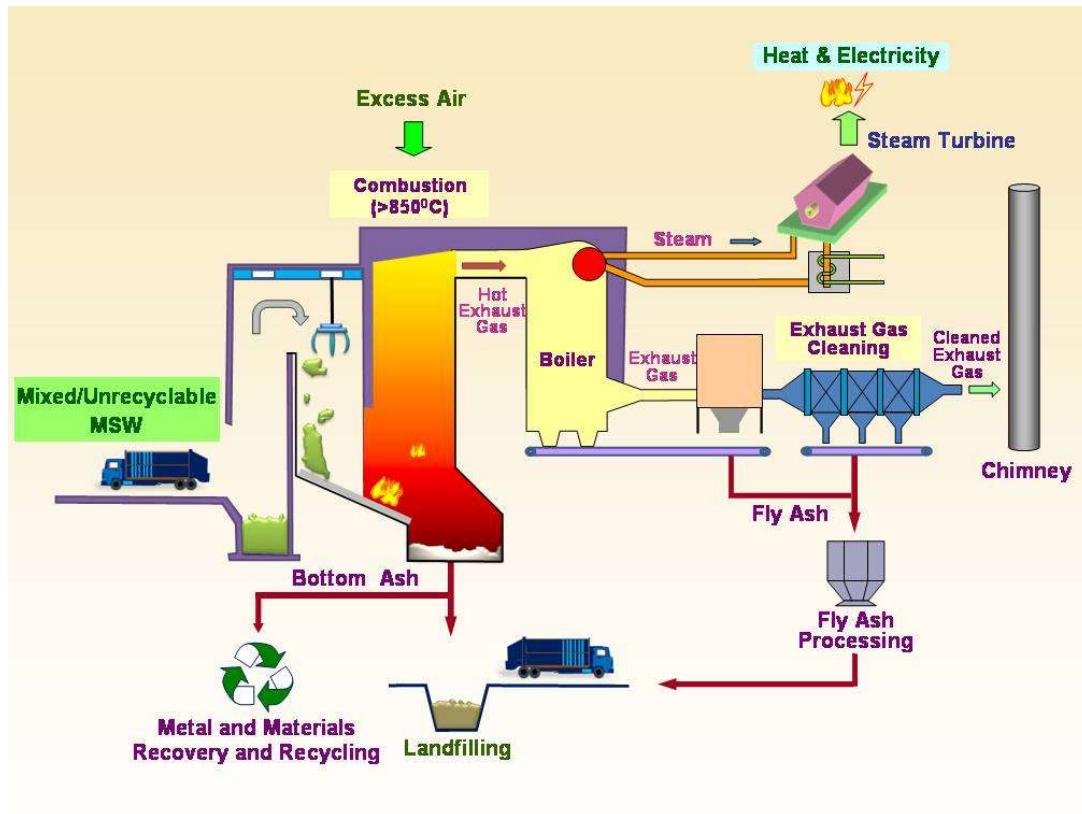 Heat & Electricity
Excess Air
Steam Turbine
Combustion
(>850⁰C)
Steam
Hot
Exhaust
Gas
Boiler
Exhaust
Gas
Exhaust Gas
Cleaning
Cleaned
Exhaust
Gas
Mixed/Unrecyclable
MSW
Chimney
Fly Ash
Bottom Ash
Fly Ash
Processing
Metal and Materials
Recovery and Recycling
Landfilling